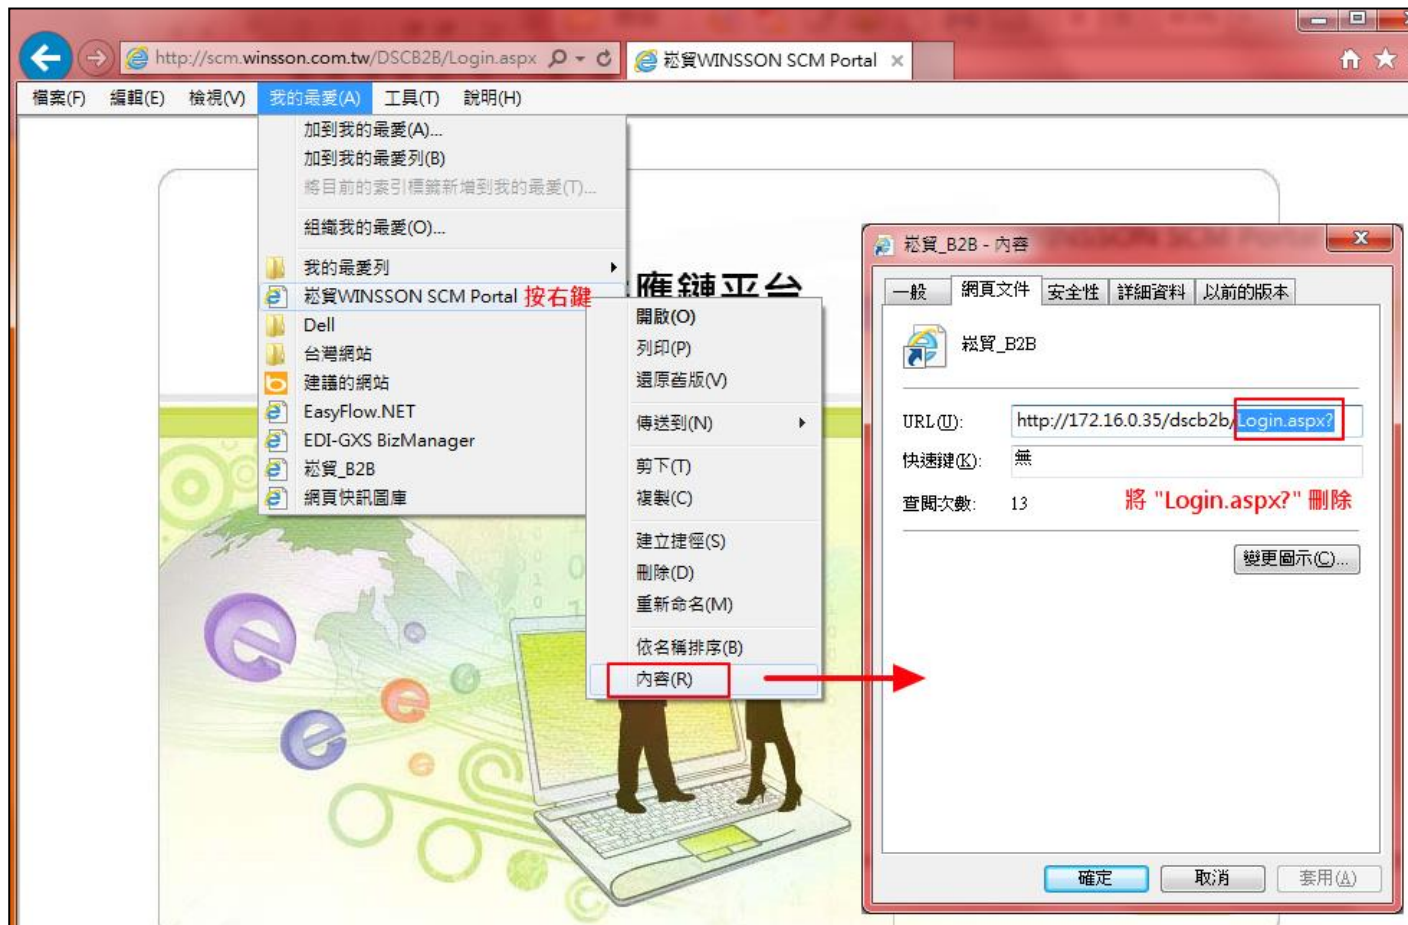 http://scm.winsson.com.tw/DSCB2B/Login.aspx
崧貿WINSSON SCM Portal
檔案(F) 編輯(E) 檢視(V) 我的最愛(A) 工具(T) 說明(H)
加到我的最愛(A)...
加到我的最愛列(B)
將目前的索引標籤新增到我的最愛(T)...
組織我的最愛(O)...
我的最愛列
崧貿WINSSON SCM Portal 按右鍵
Dell
台灣網站
建議的網站
EasyFlow.NET
EDI-GXS BizManager
崧貿_B2B
網頁快訊圖庫
應鏈平台
開啟(O)
列印(P)
還原舊版(V)
傳送到(N)
剪下(T)
複製(C)
建立捷徑(S)
刪除(D)
重新命名(M)
依名稱排序(B)
內容(R)
崧貿_B2B - 內容
一般 網頁文件 安全性 詳細資料 以前的版本
崧貿_B2B
URL(U): http://172.16.0.35/dscb2b/Login.aspx?
快速鍵(K): 無
查閱次數: 13
將 "Login.aspx?" 刪除
變更圖示(C)...
確定 取消 套用(A)